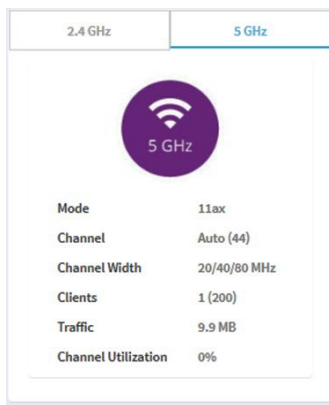 2.4 GHz 5 GHz
5 GHz
Mode 11ax
Channel Auto (44)
Channel Width 20/40/80 MHz
Clients 1 (200)
Traffic 9.9 MB
Channel Utilization 0%